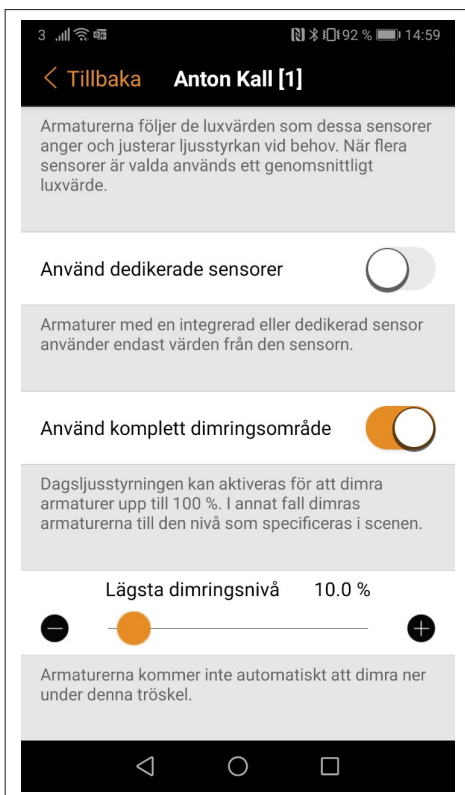 3 92 % 14:59
Tillbaka Anton Kall [1]
Armaturerna följer de luxvärden som dessa sensorer
anger och justerar ljusstyrkan vid behov. När flera
sensorer är valda används ett genomsnittligt
luxvärde.
Använd dedikerade sensorer
Armaturer med en integrerad eller dedikerad sensor
använder endast värden från den sensorn.
Använd komplett dimringsområde
Dagsljusstyrningen kan aktiveras för att dimra
armaturer upp till 100 %. I annat fall dimras
armaturerna till den nivå som specificeras i scenen.
Lägsta dimringsnivå 10.0 %
Armaturerna kommer inte automatiskt att dimra ner
under denna tröskel.